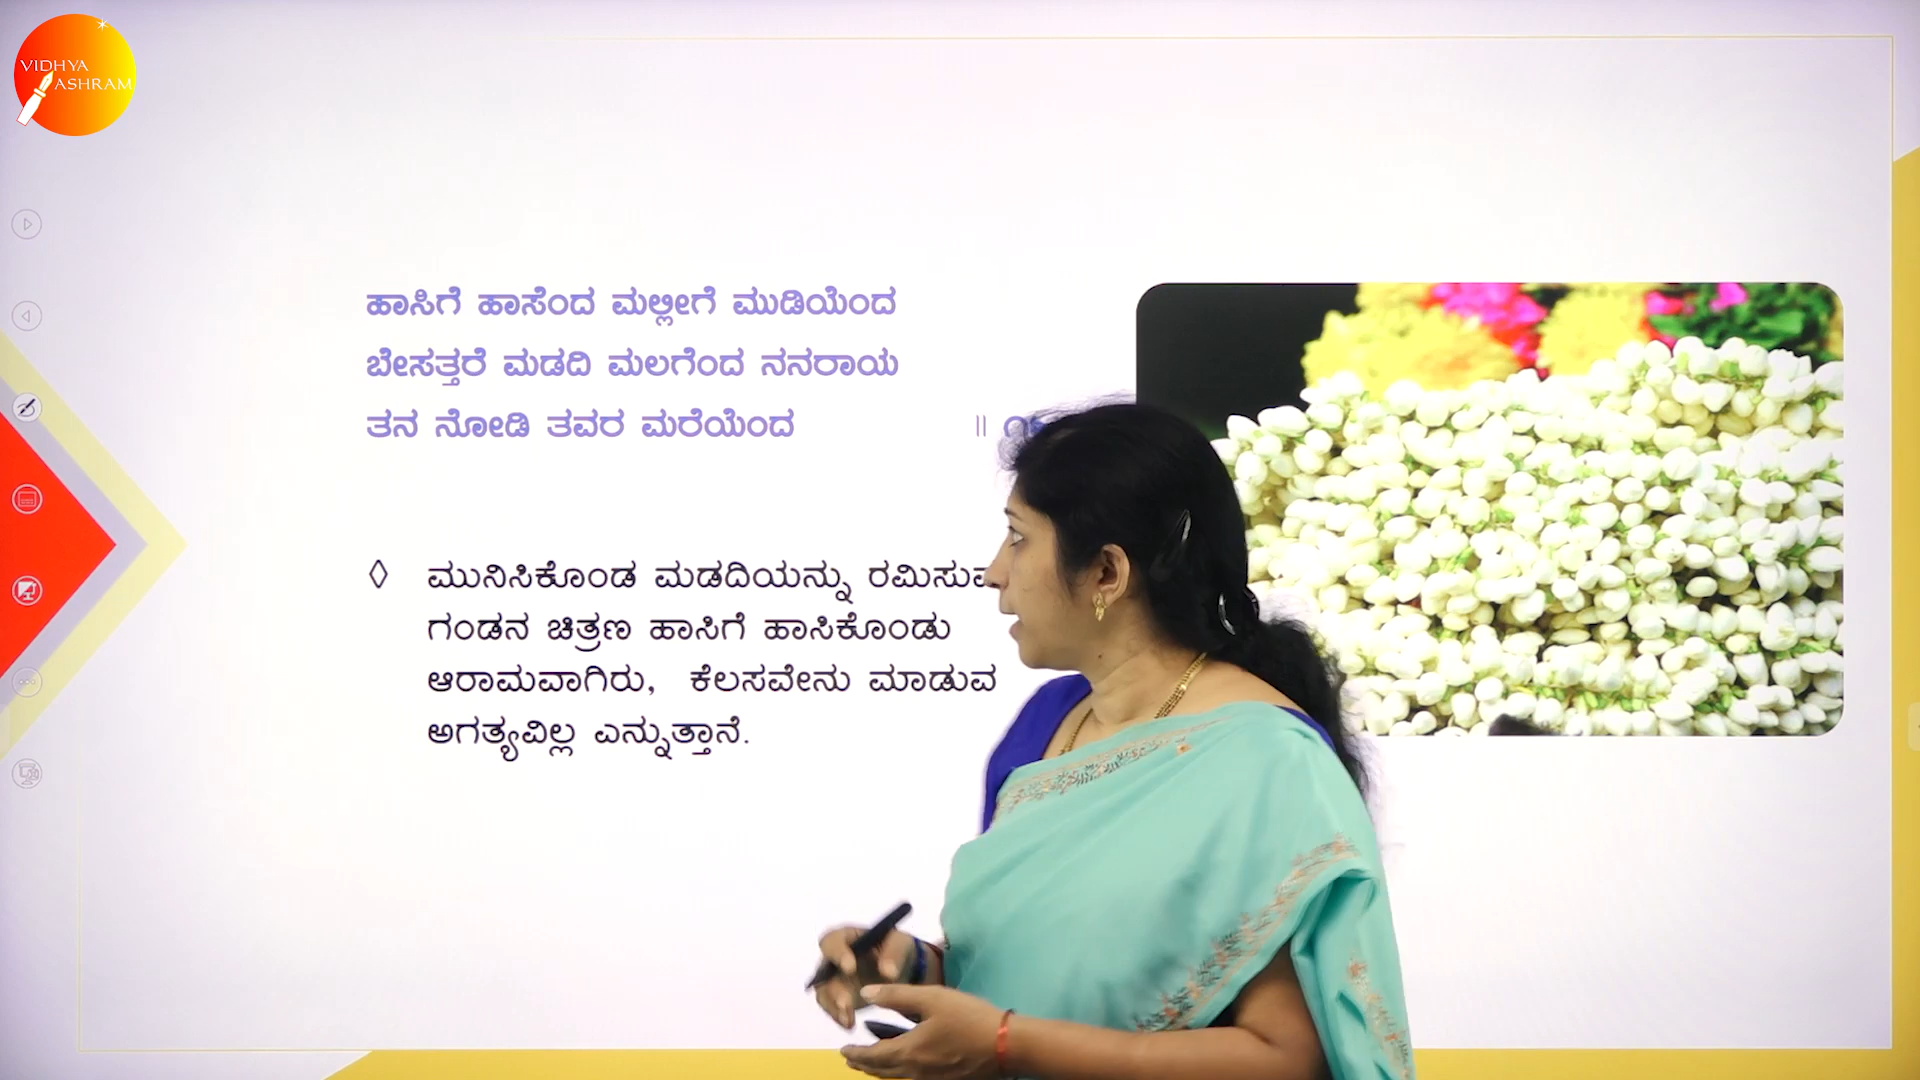 VIDHYA
ASHRAM
ಹಾಸಿಗೆ ಹಾಸೆಂದ ಮಲ್ಲೀಗೆ ಮುಡಿಯೆಂದ
ಬೇಸತ್ತರೆ ಮಡದಿ ಮಲಗೆಂದ ನನರಾಯ
ತನ ನೋಡಿ ತವರ ಮರೆಯೆಂದ ॥
◊ ಮುನಿಸಿಕೊಂಡ ಮಡದಿಯನ್ನು
ಗಂಡನ ಚಿತ್ರಣ ಹಾಸಿಗೆ ಹಾಸಿಕೊಂಡು
ಆರಾಮವಾಗಿರು, ಕೆಲಸವೇನು ಮಾಡುವ
ಅಗತ್ಯವಿಲ್ಲ ಎನ್ನುತ್ತಾನೆ.